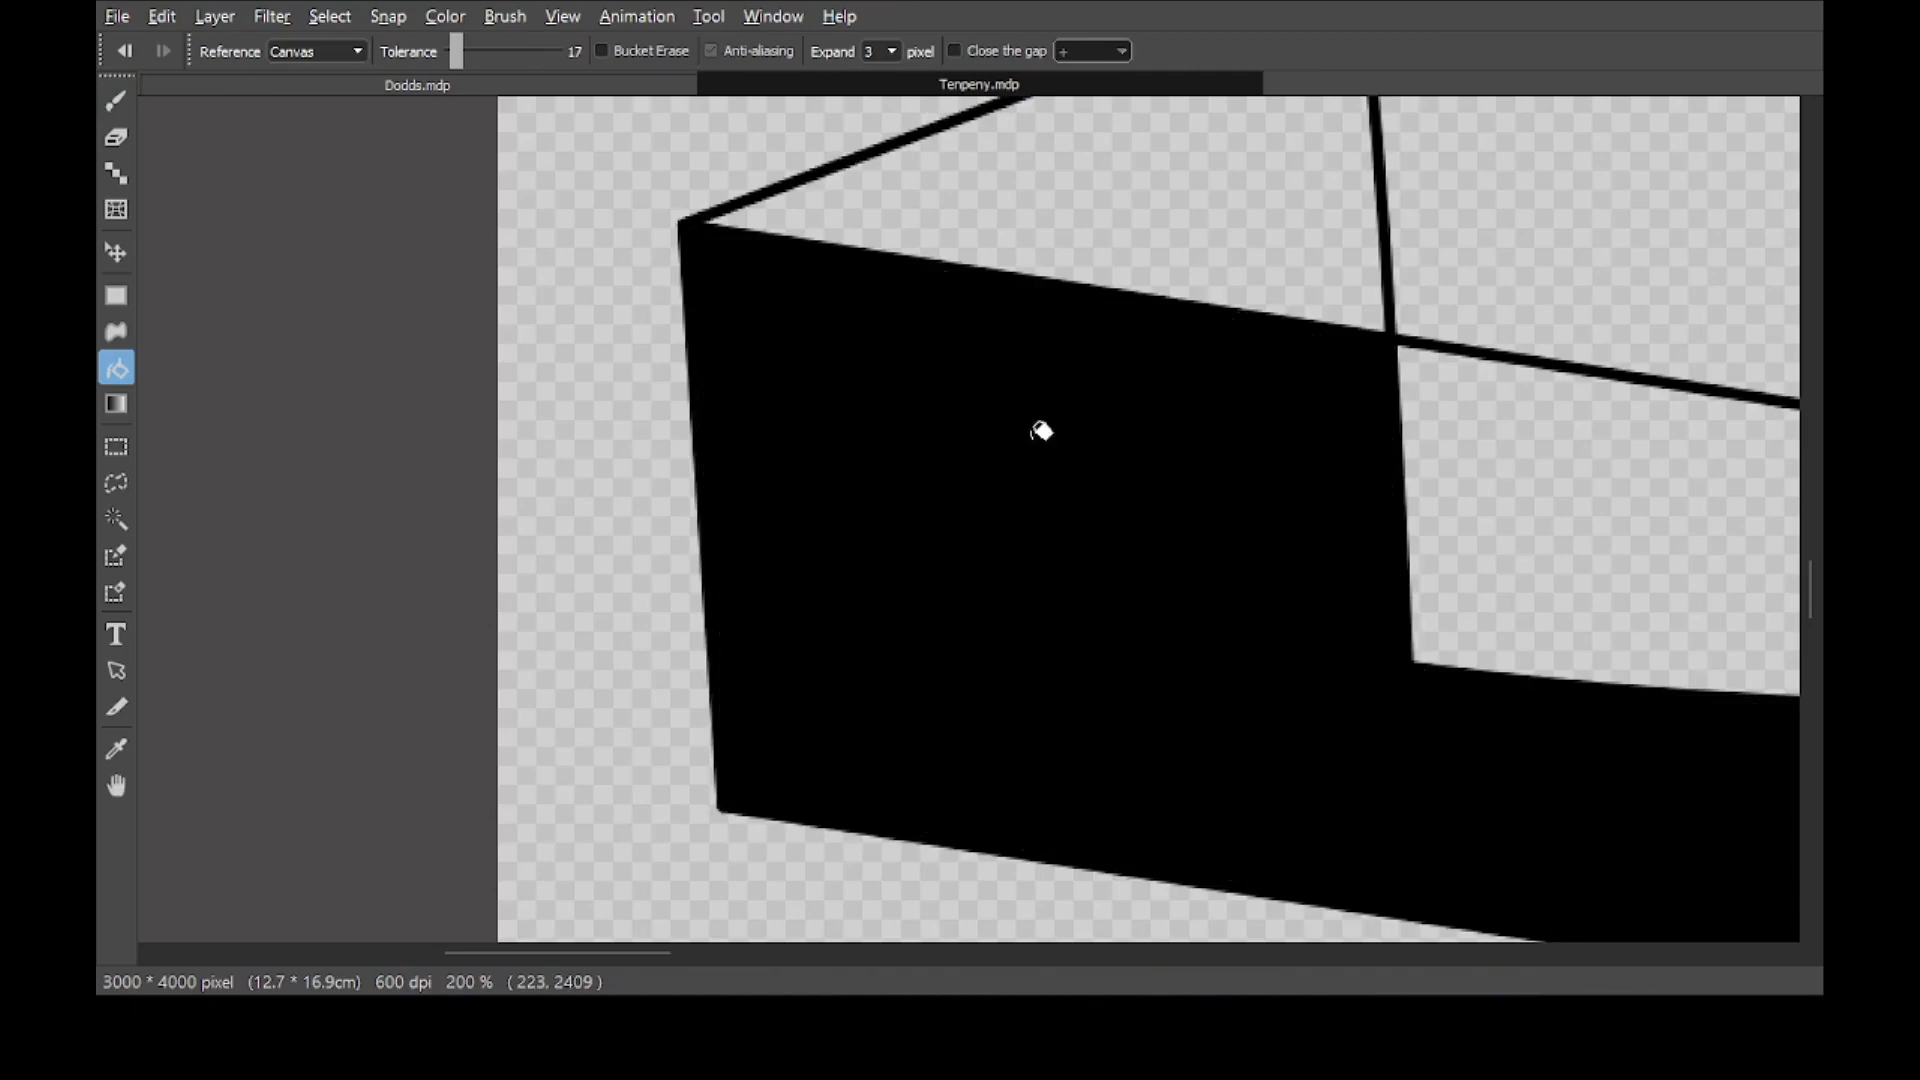 File Edit Layer Filter Select Snap Color Brush View Animation Tool Window Help
Reference Canvas Tolerance 17 Bucket Erase Anti-aliasing Expand 3 pixel Close the gap +
Dodds.mdp Tenpeny.mdp
T
3000 * 4000 pixel (12.7 * 16.9cm) 600 dpi 200 % ( 223, 2409 )